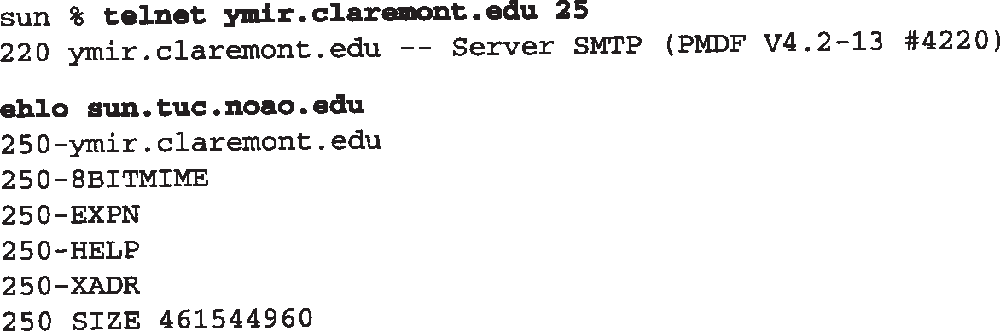 sun % telnet ymir.claremont.edu 25
220 ymir.claremont.edu -- Server SMTP (PMDF V4.2-13 #4220)
ehlo sun.tuc.noao.edu
250-ymir.claremont.edu
250-8BITMIME
250-EXPN
250-HELP
250-XADR
250 SIZE 461544960